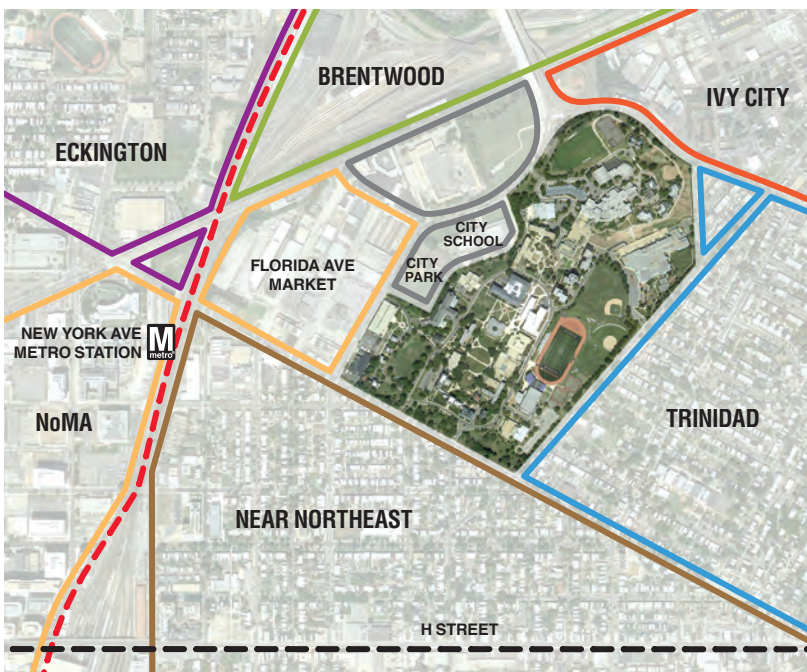 BRENTWOOD
IVY CITY
ECKINGTON
CITY
SCHOOL
CITY
PARK
FLORIDA AVE
MARKET
NEW YORK AVE
METRO STATION
M
metro
NoMA
TRINIDAD
NEAR NORTHEAST
H STREET